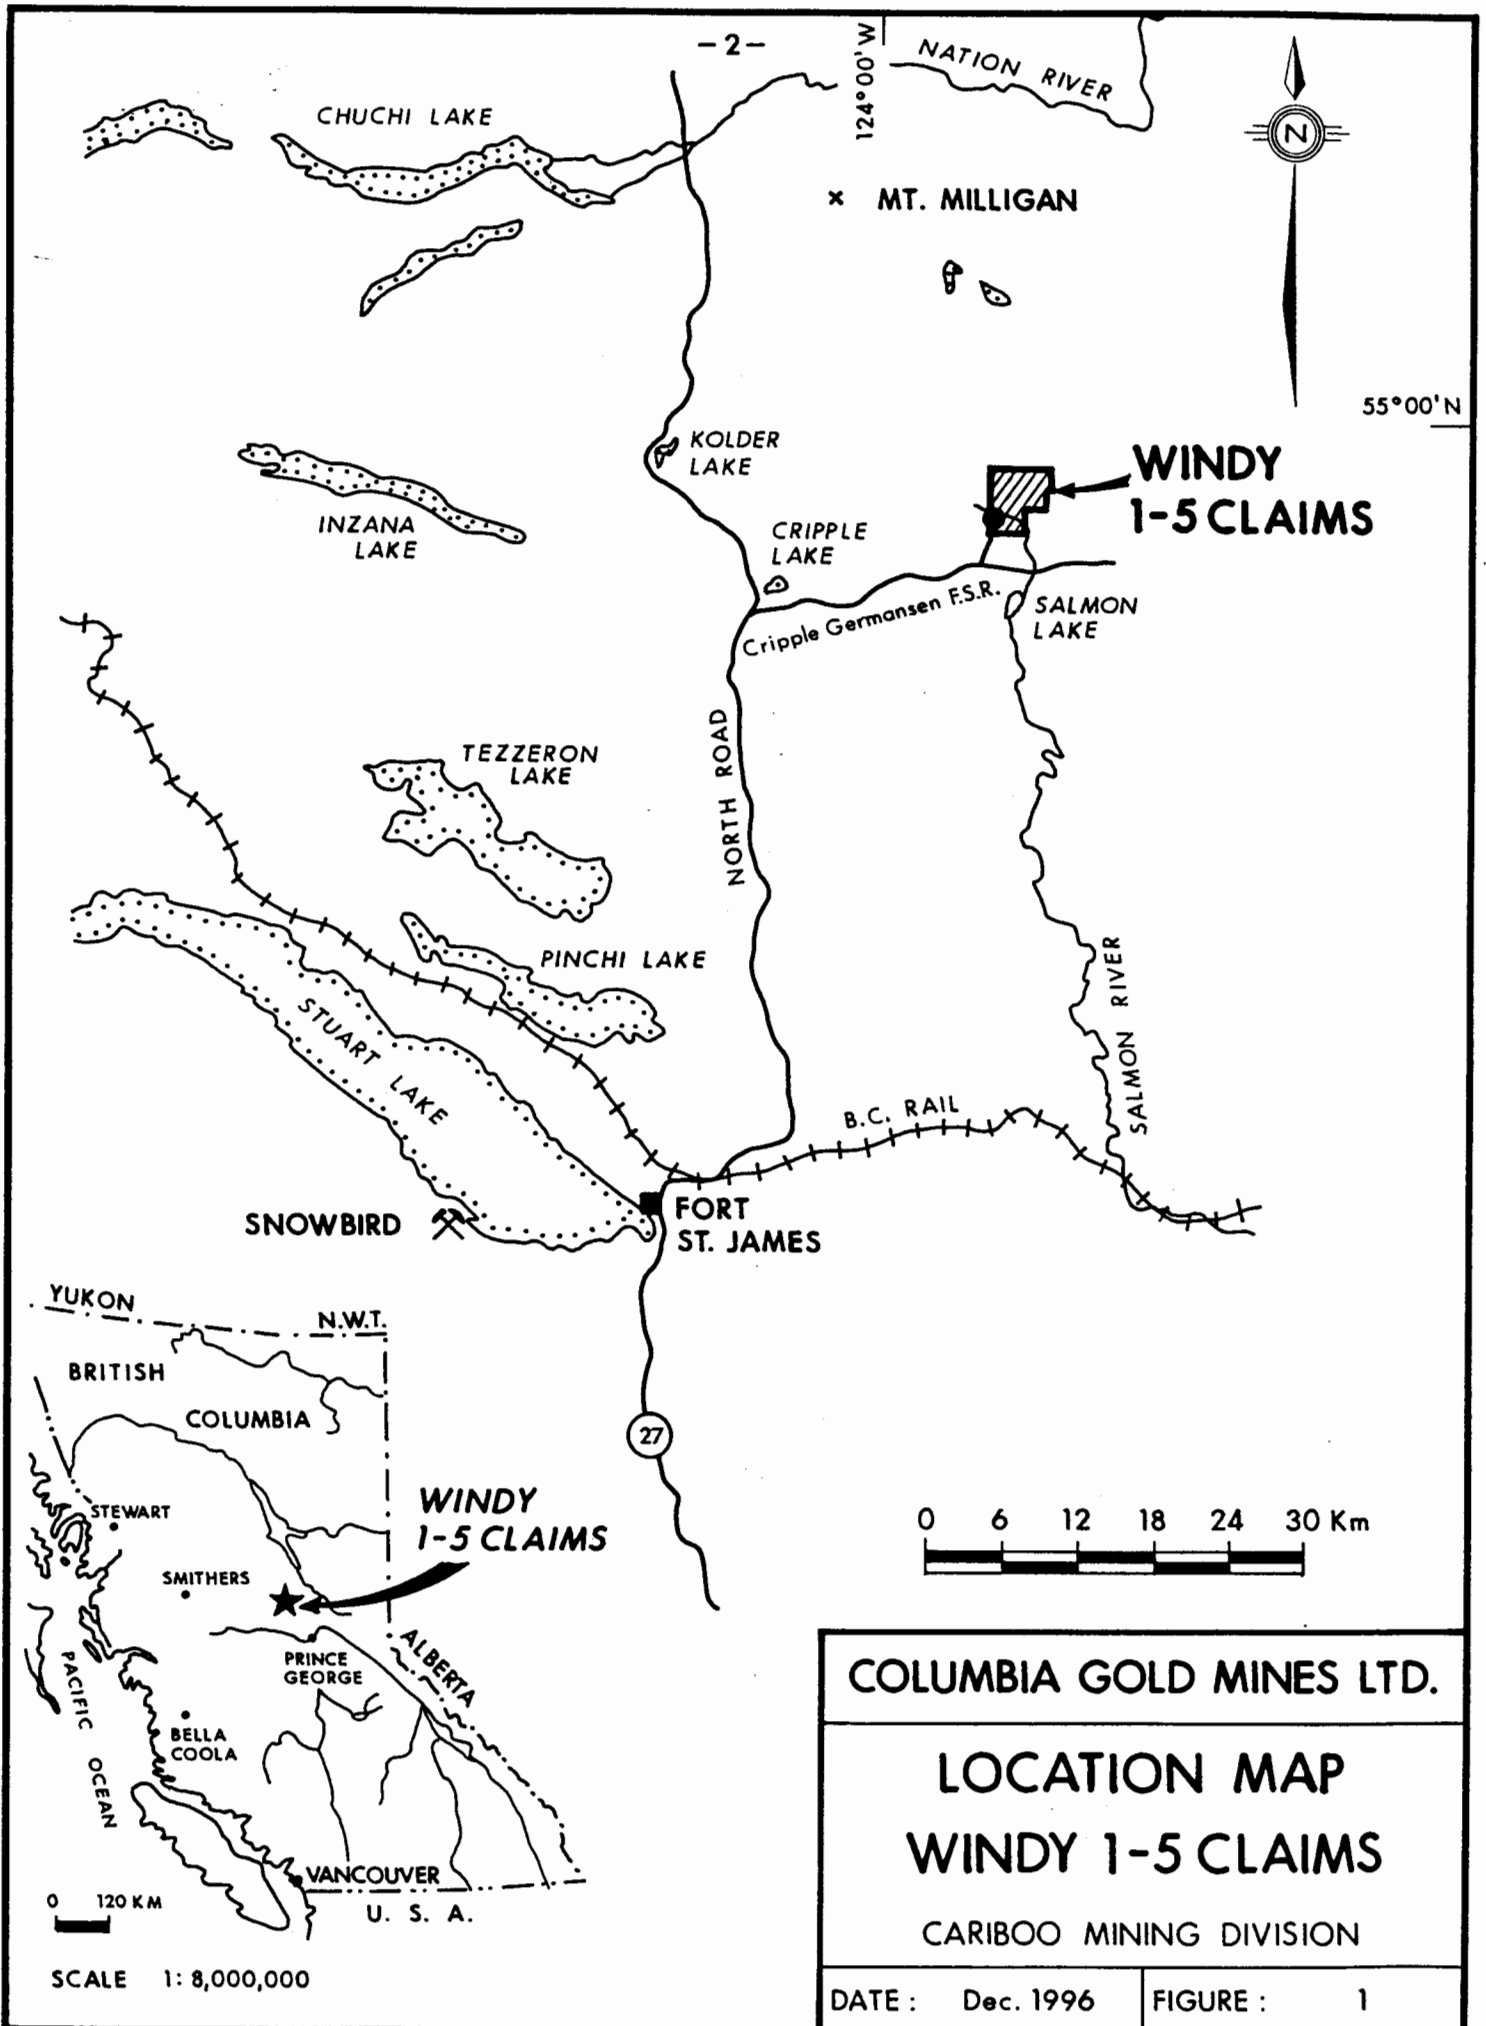 -2-
124°00'W
NATION RIVER
CHUCHI LAKE
N
x MT. MILLIGAN
55°00'N
KOLDER
LAKE
WINDY
1-5 CLAIMS
INZANA
LAKE
CRIPPLE
LAKE
Cripple Germansen F.S.R.
SALMON
LAKE
NORTH ROAD
TEZZERON
LAKE
PINCHI LAKE
STUART LAKE
SALMON RIVER
B.C. RAIL
SNOWBIRD
FORT
ST. JAMES
27
YUKON
N.W.T.
BRITISH
COLUMBIA
STEWART
WINDY
1-5 CLAIMS
SMITHERS
PRINCE
GEORGE
ALBERTA
PACIFIC OCEAN
BELLA
COOLA
VANCOUVER
U. S. A.
0 120 KM
SCALE 1: 8,000,000
0 6 12 18 24 30 Km
COLUMBIA GOLD MINES LTD.
LOCATION MAP
WINDY 1-5 CLAIMS
CARIBOO MINING DIVISION
DATE : Dec. 1996 FIGURE : 1